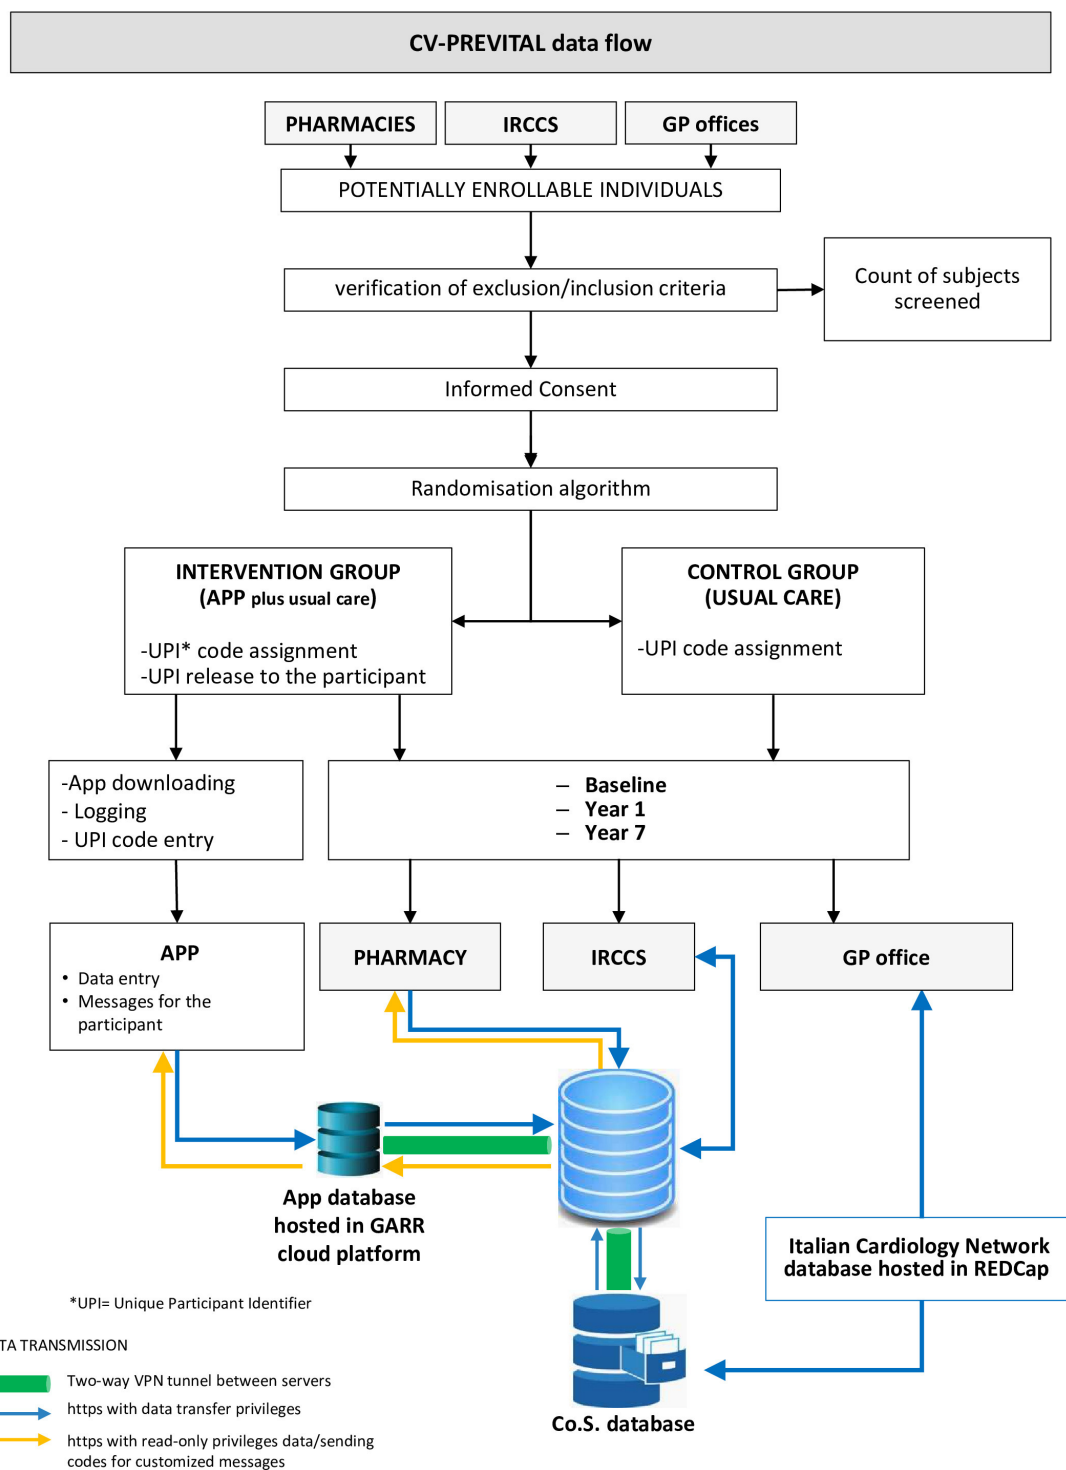 CV-PREVITAL data flow
PHARMACIES
IRCCS
GP offices
POTENTIALLY ENROLLABLE INDIVIDUALS
verification of exclusion/inclusion criteria
Count of subjects
screened
Informed Consent
Randomisation algorithm
INTERVENTION GROUP
(APP plus usual care)
-UPI* code assignment
-UPI release to the participant
CONTROL GROUP
(USUAL CARE)
-UPI code assignment
-App downloading
- Logging
- UPI code entry
– Baseline
– Year 1
– Year 7
APP
• Data entry
• Messages for the
participant
PHARMACY
IRCCS
GP office
App database
hosted in GARR
cloud platform
Italian Cardiology Network
database hosted in REDCap
*UPI= Unique Participant Identifier
TA TRANSMISSION
Two-way VPN tunnel between servers
https with data transfer privileges
https with read-only privileges data/sending
codes for customized messages
Co.S. database